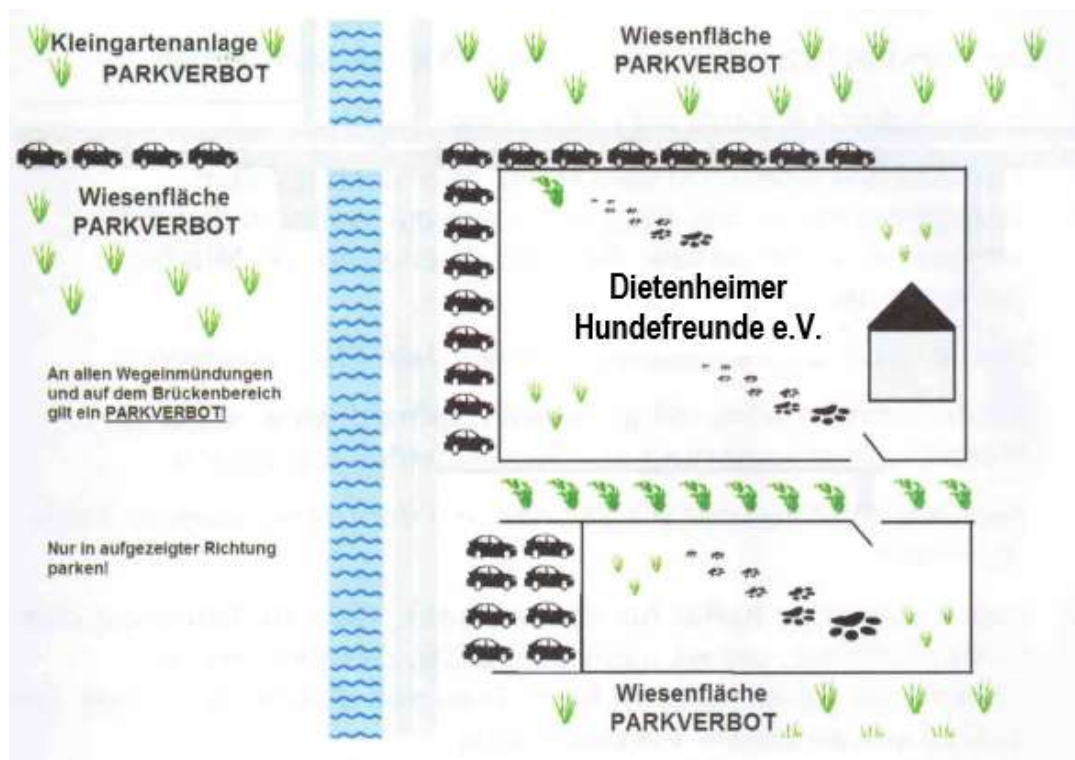 Kleingartenanlage
PARKVERBOT
Wiesenfläche
PARKVERBOT
Wiesenfläche
PARKVERBOT
Dietenheimer
Hundefreunde e.V.
An allen Wegeinmündungen
und auf dem Brückenbereich
gilt ein PARKVERBOT!
Nur in aufgezeigter Richtung
parken!
Wiesenfläche
PARKVERBOT